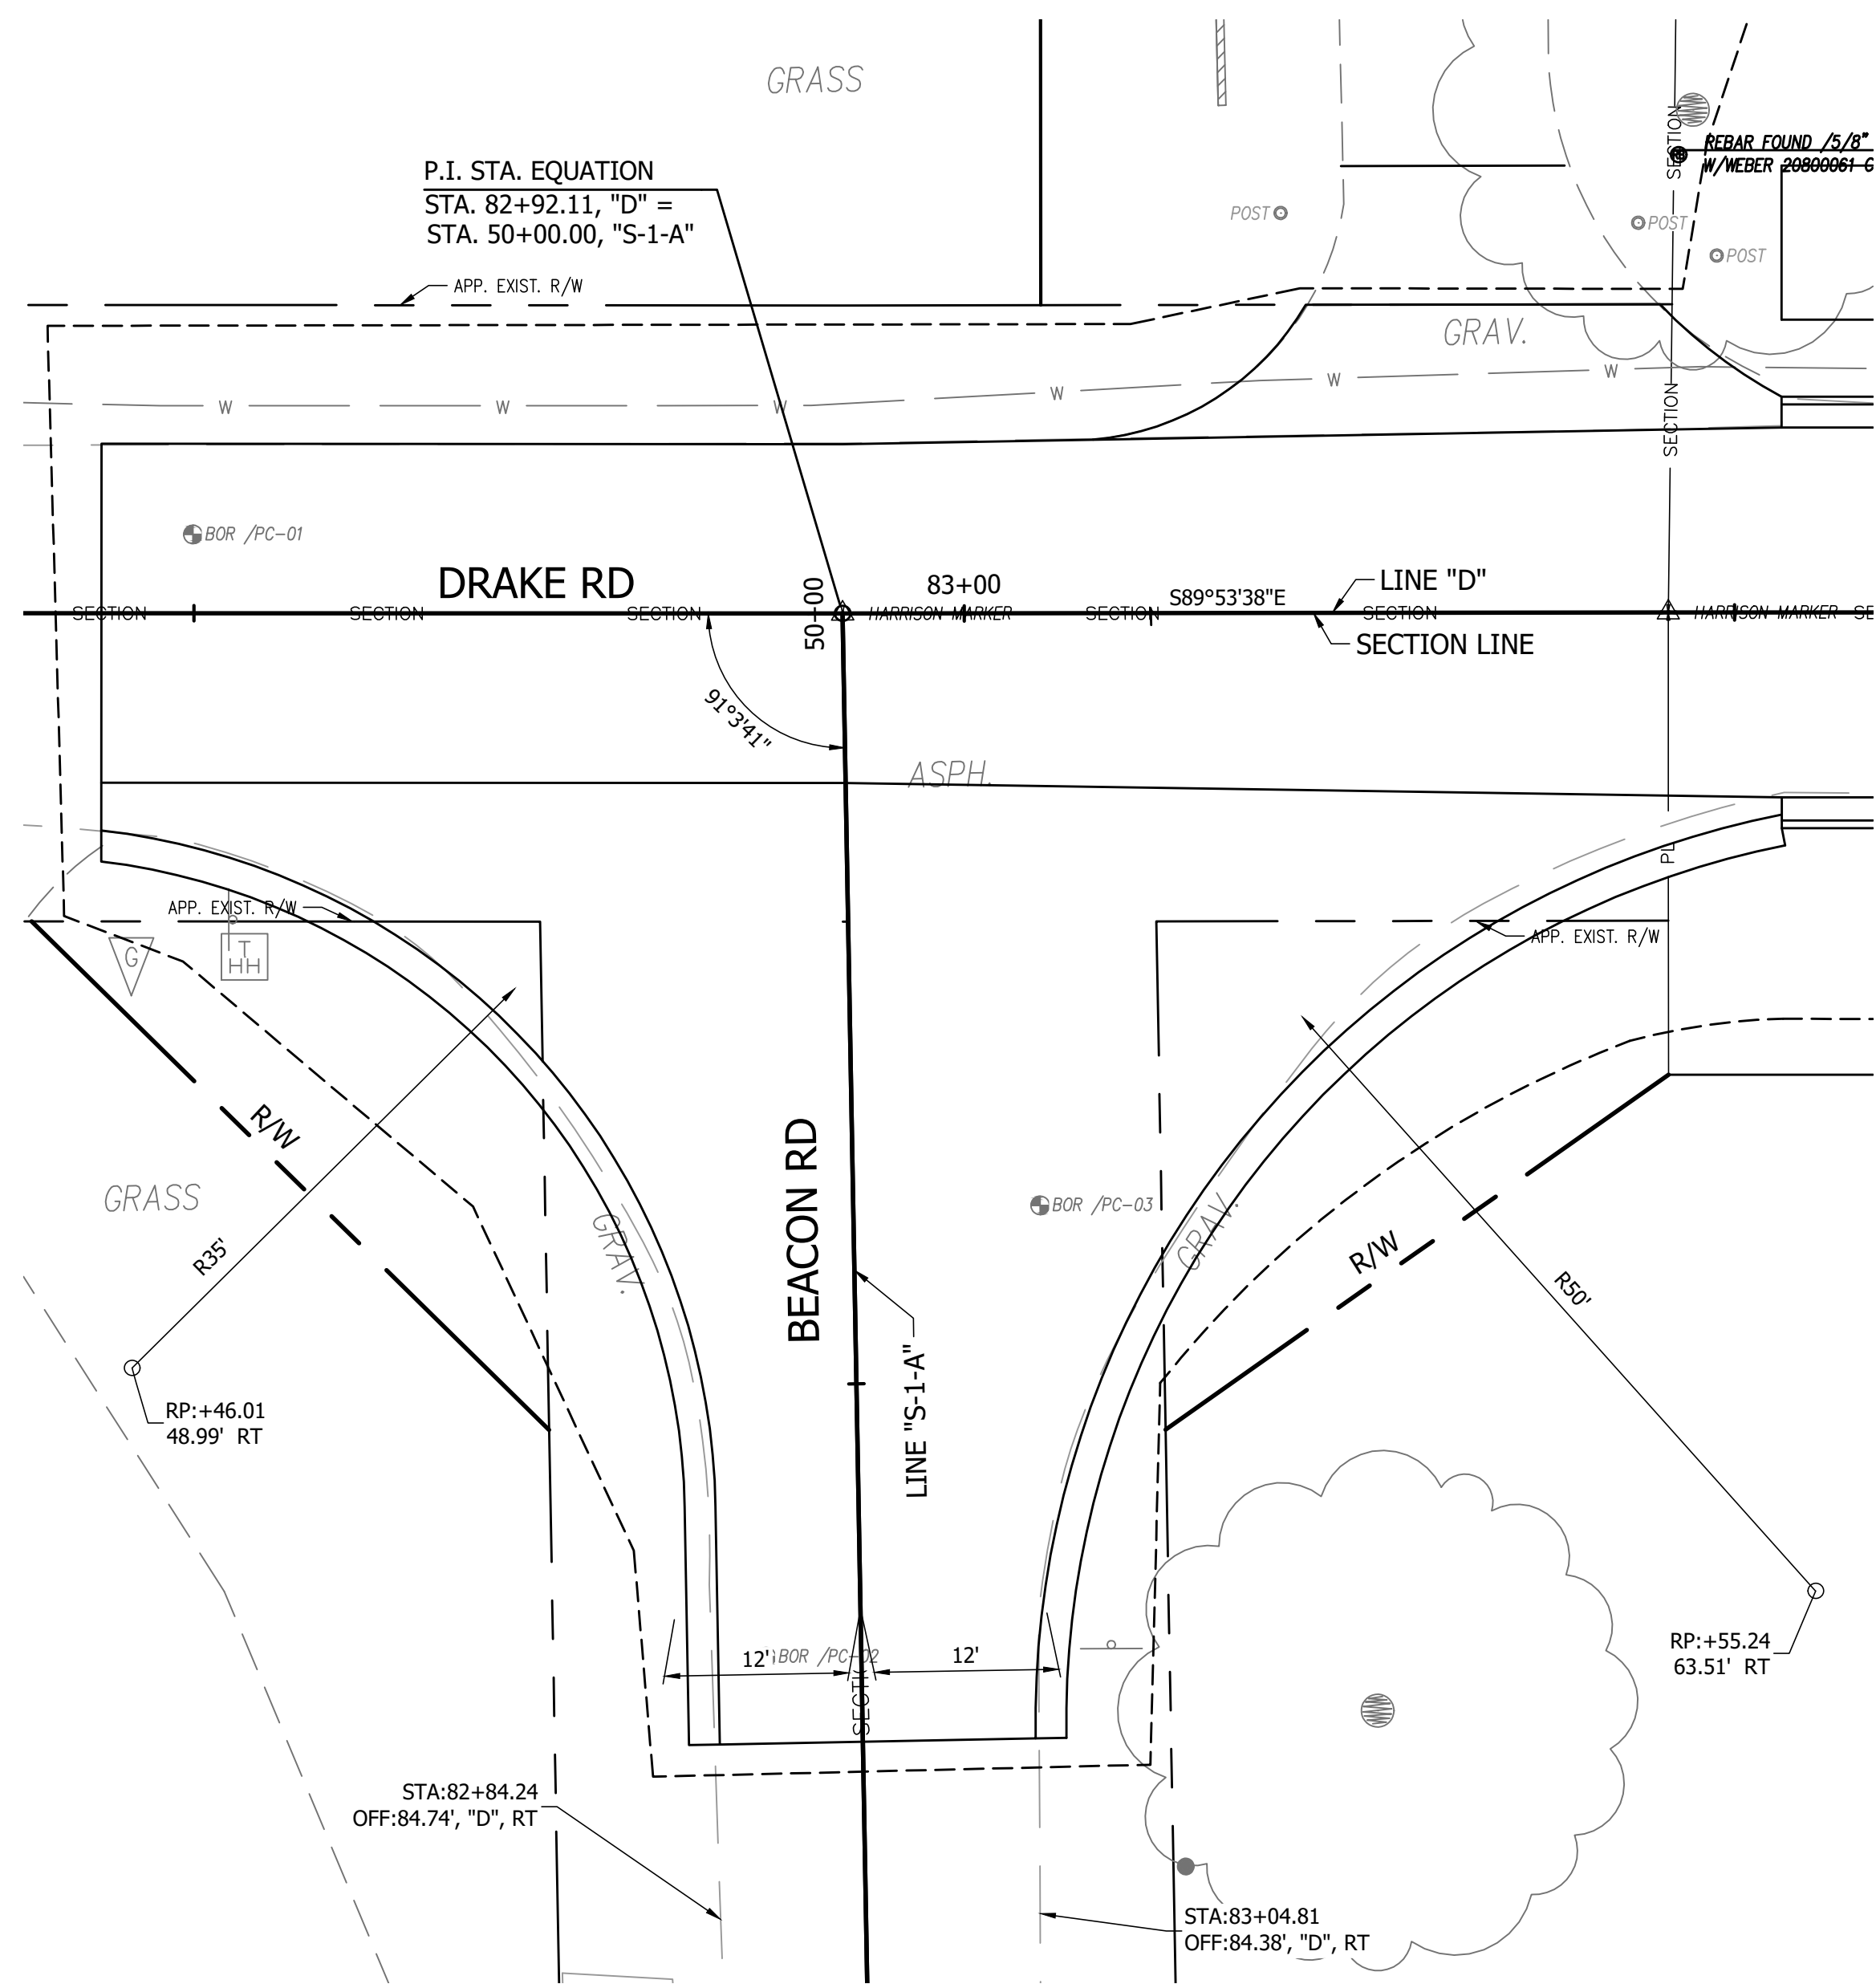 GRASS
P.I. STA. EQUATION
STA. 82+92.11, "D" =
STA. 50+00.00, "S-1-A"
APP. EXIST. R/W
SECTION
REBAR FOUND /5/8"
W/WEBER 20800061 C
POST
POST
POST
GRAV.
W
W
W
W
W
W
SECTION
BOR /PC-01
DRAKE RD
50+00
83+00
S89°53'38"E
LINE "D"
SECTION
SECTION
SECTION
HARRISON MARKER
SECTION
SECTION
HARRISON MARKER
SE
SECTION LINE
91°3'41"
ASPH.
PL
APP. EXIST. R/W
APP. EXIST. R/W
G
T
HH
R/W
GRASS
R35'
GRAV.
BEACON RD
BOR /PC-03
GRAV.
R/W
R50'
LINE "S-1-A"
RP:+46.01
48.99' RT
12'
BOR /PC-02
12'
SECTI
RP:+55.24
63.51' RT
STA:82+84.24
OFF:84.74', "D", RT
STA:83+04.81
OFF:84.38', "D", RT